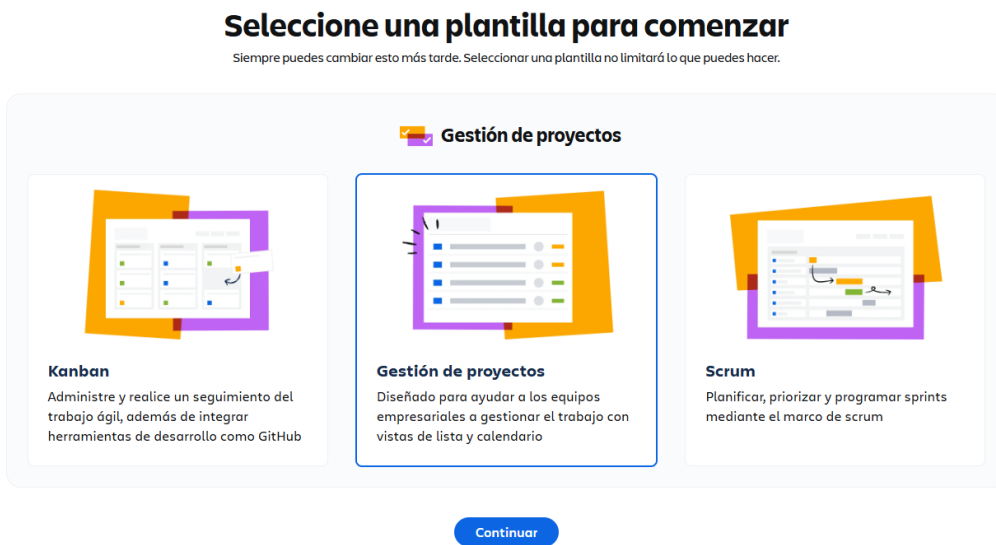 Seleccione una plantilla para comenzar
Siempre puedes cambiar esto más tarde. Seleccionar una plantilla no limitará lo que puedes hacer.
Gestión de proyectos
Kanban
Administre y realice un seguimiento del
trabajo ágil, además de integrar
herramientas de desarrollo como GitHub
Gestión de proyectos
Diseñado para ayudar a los equipos
empresariales a gestionar el trabajo con
vistas de lista y calendario
Scrum
Planificar, priorizar y programar sprints
mediante el marco de scrum
Continuar